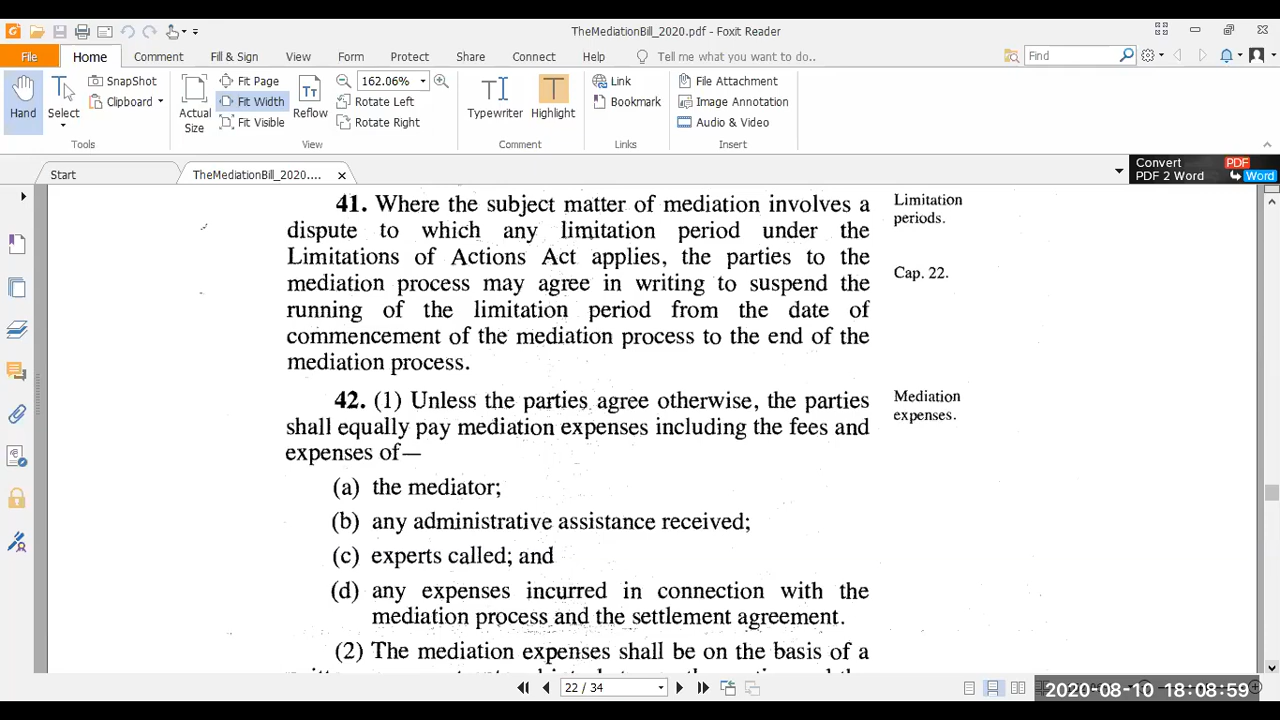 TheMediationBill_2020.pdf - Foxit Reader
File Home Comment Fill & Sign View Form Protect Share Connect Help Tell me what you want to do.. Find
Hand
Select
SnapShot
Clipboard
Tools
Actual
Size
Fit Page
Fit Width
Fit Visible
Reflow
162.06%
Rotate Left
Rotate Right
View
Typewriter
Highlight
Comment
Link
Bookmark
Links
File Attachment
Image Annotation
Audio & Video
Insert
Start
TheMediationBill_2020....
Convert PDF
PDF 2 Word Word
41. Where the subject matter of mediation involves a
dispute to which any limitation period under the
Limitations of Actions Act applies, the parties to the
mediation process may agree in writing to suspend the
running of the limitation period from the date of
commencement of the mediation process to the end of the
mediation process.
Limitation
periods.
Cap. 22.
42. (1) Unless the parties agree otherwise, the parties
shall equally pay mediation expenses including the fees and
expenses of—
Mediation
expenses.
(a) the mediator;
(b) any administrative assistance received;
(c) experts called; and
(d) any expenses incurred in connection with the
mediation process and the settlement agreement.
(2) The mediation expenses shall be on the basis of a
22 / 34
2020-08-10 18:08:59